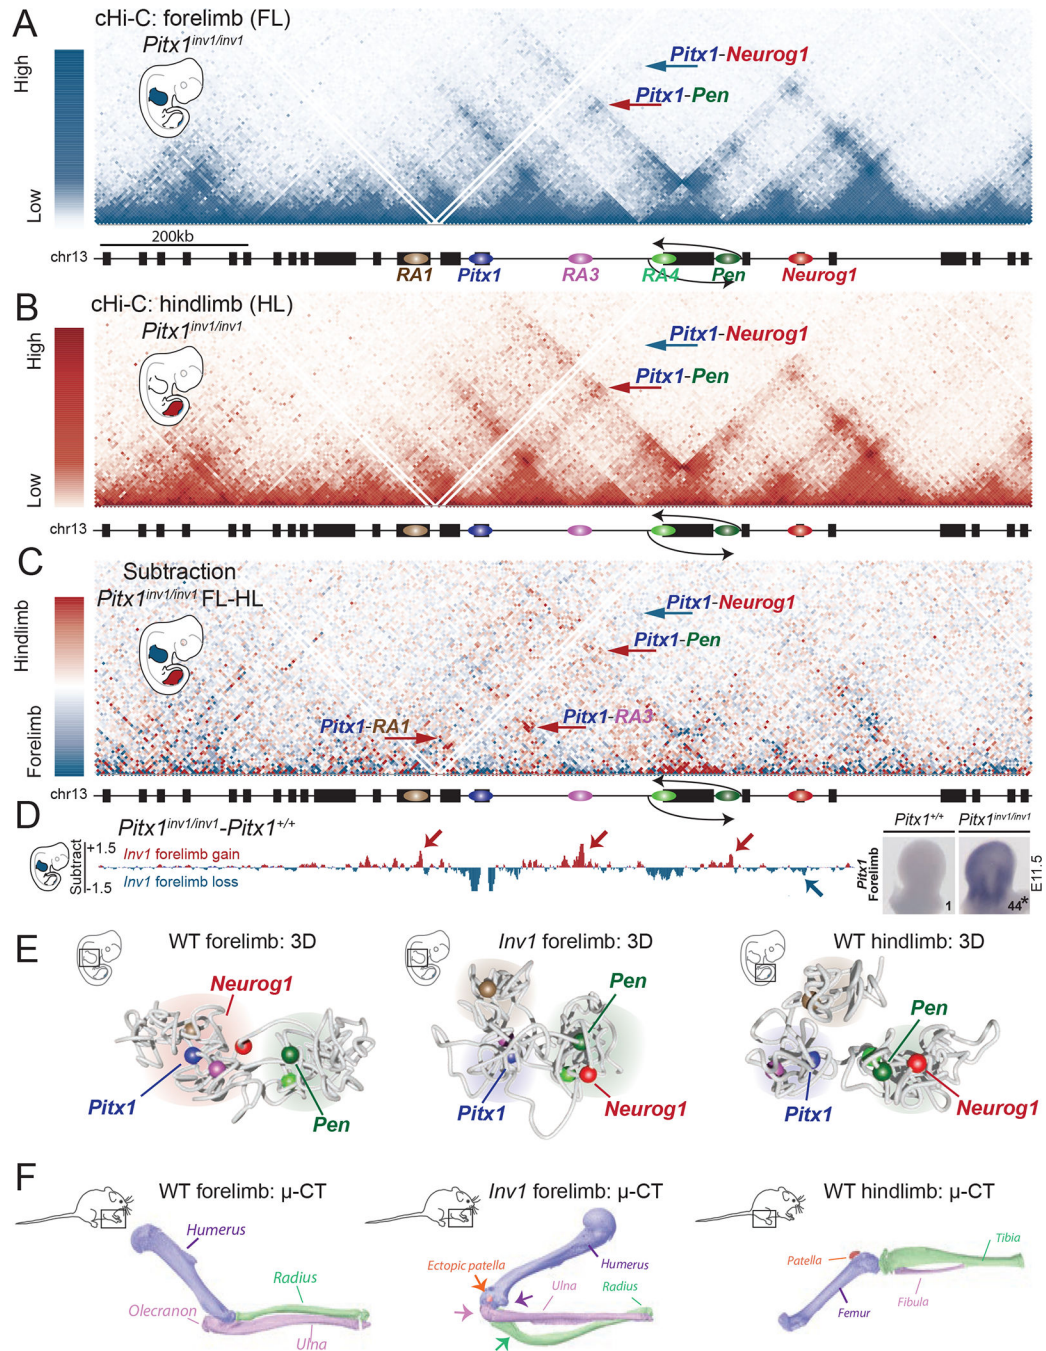 A
cHi-C: forelimb (FL)
Pitx1inv1/inv1
High
Low
Pitx1-Neurog1
Pitx1-Pen
200kb
chr13
RA1
Pitx1
RA3
RA4
Pen
Neurog1
B
cHi-C: hindlimb (HL)
Pitx1inv1/inv1
High
Low
Pitx1-Neurog1
Pitx1-Pen
chr13
C
Subtraction
Pitx1inv1/inv1 FL-HL
Hindlimb
Forelimb
Pitx1-Neurog1
Pitx1-Pen
Pitx1-RA1
Pitx1-RA3
chr13
D
Pitx1inv1/inv1-Pitx1+/+
Subtract
+1.5
-1.5
Inv1 forelimb gain
Inv1 forelimb loss
Pitx1+/+
Pitx1inv1/inv1
Pitx1
Forelimb
1
44*
E11.5
E
WT forelimb: 3D
Inv1 forelimb: 3D
WT hindlimb: 3D
Neurog1
Pitx1
Pen
Pen
Pitx1
Neurog1
Pen
Pitx1
Neurog1
F
WT forelimb: µ-CT
Inv1 forelimb: µ-CT
WT hindlimb: µ-CT
Humerus
Radius
Olecranon
Ulna
Ectopic patella
Humerus
Ulna
Radius
Patella
Tibia
Fibula
Femur